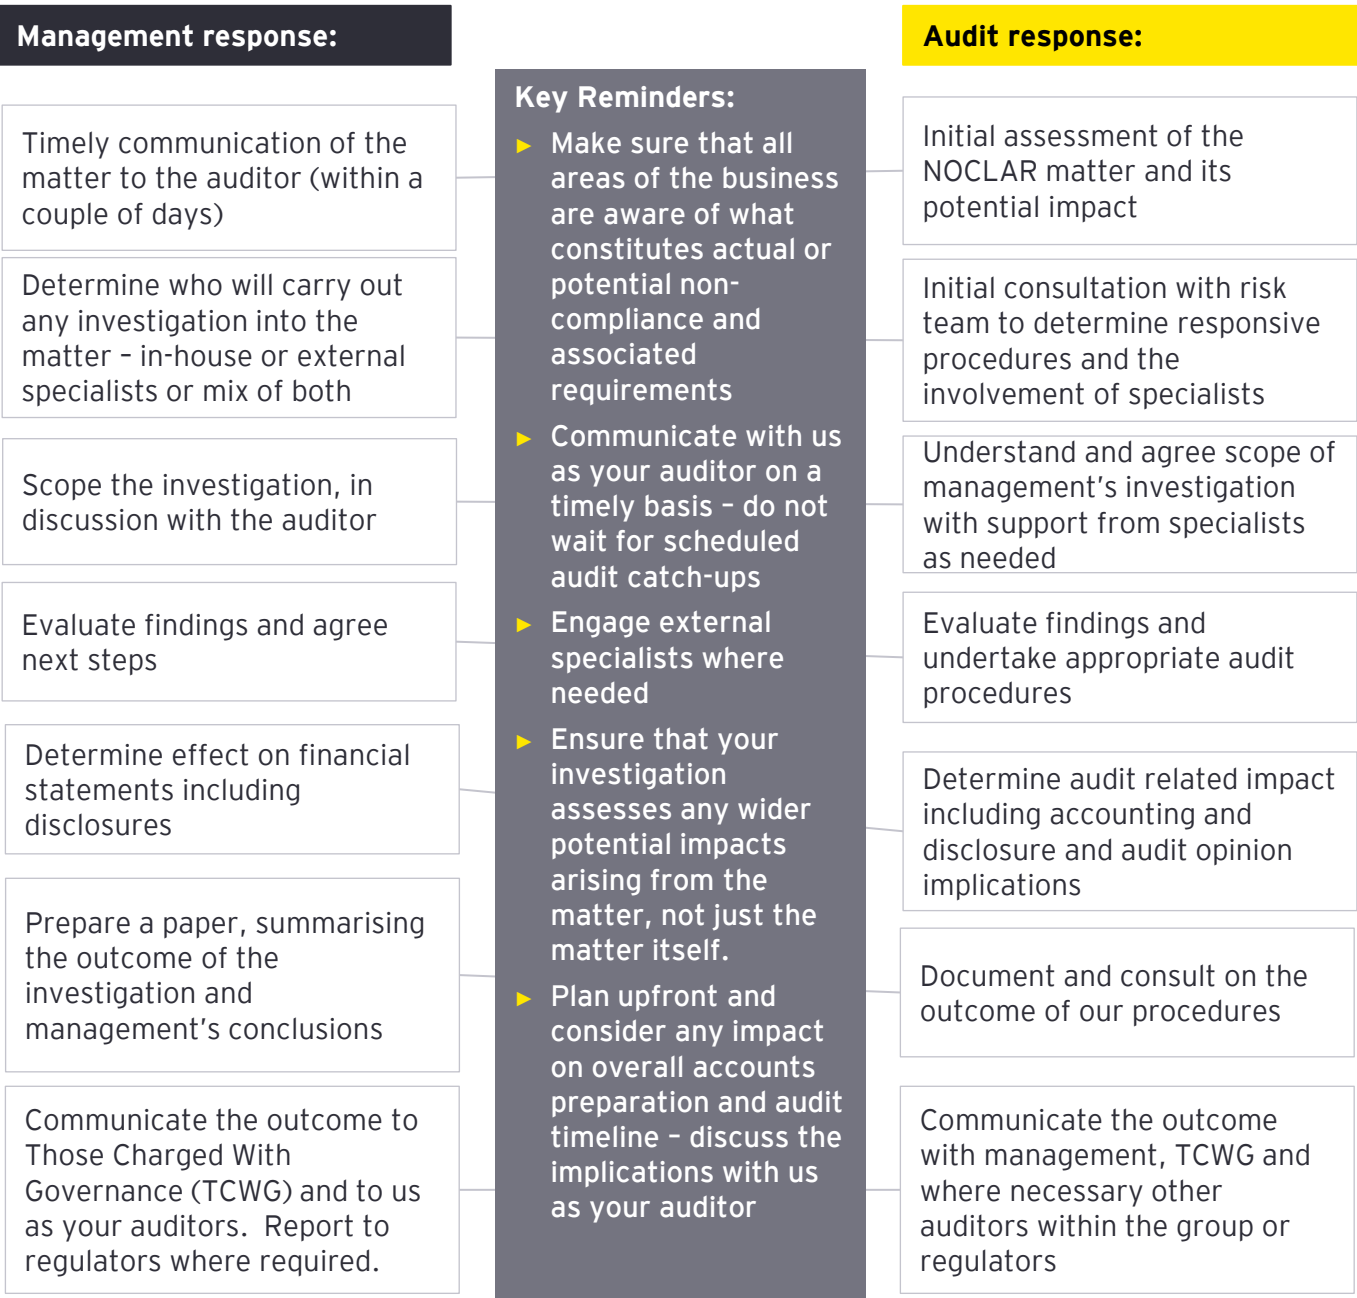 Management response:
Timely communication of the
matter to the auditor (within a
couple of days)
Determine who will carry out
any investigation into the
matter – in-house or external
specialists or mix of both
Scope the investigation, in
discussion with the auditor
Evaluate findings and agree
next steps
Determine effect on financial
statements including
disclosures
Prepare a paper, summarising
the outcome of the
investigation and
management’s conclusions
Communicate the outcome to
Those Charged With
Governance (TCWG) and to us
as your auditors.  Report to
regulators where required.
Key Reminders:
► Make sure that all
areas of the business
are aware of what
constitutes actual or
potential non-
compliance and
associated
requirements
► Communicate with us
as your auditor on a
timely basis – do not
wait for scheduled
audit catch-ups
► Engage external
specialists where
needed
► Ensure that your
investigation
assesses any wider
potential impacts
arising from the
matter, not just the
matter itself.
► Plan upfront and
consider any impact
on overall accounts
preparation and audit
timeline – discuss the
implications with us
as your auditor
Audit response:
Initial assessment of the
NOCLAR matter and its
potential impact
Initial consultation with risk
team to determine responsive
procedures and the
involvement of specialists
Understand and agree scope of
management’s investigation
with support from specialists
as needed
Evaluate findings and
undertake appropriate audit
procedures
Determine audit related impact
including accounting and
disclosure and audit opinion
implications
Document and consult on the
outcome of our procedures
Communicate the outcome
with management, TCWG and
where necessary other
auditors within the group or
regulators